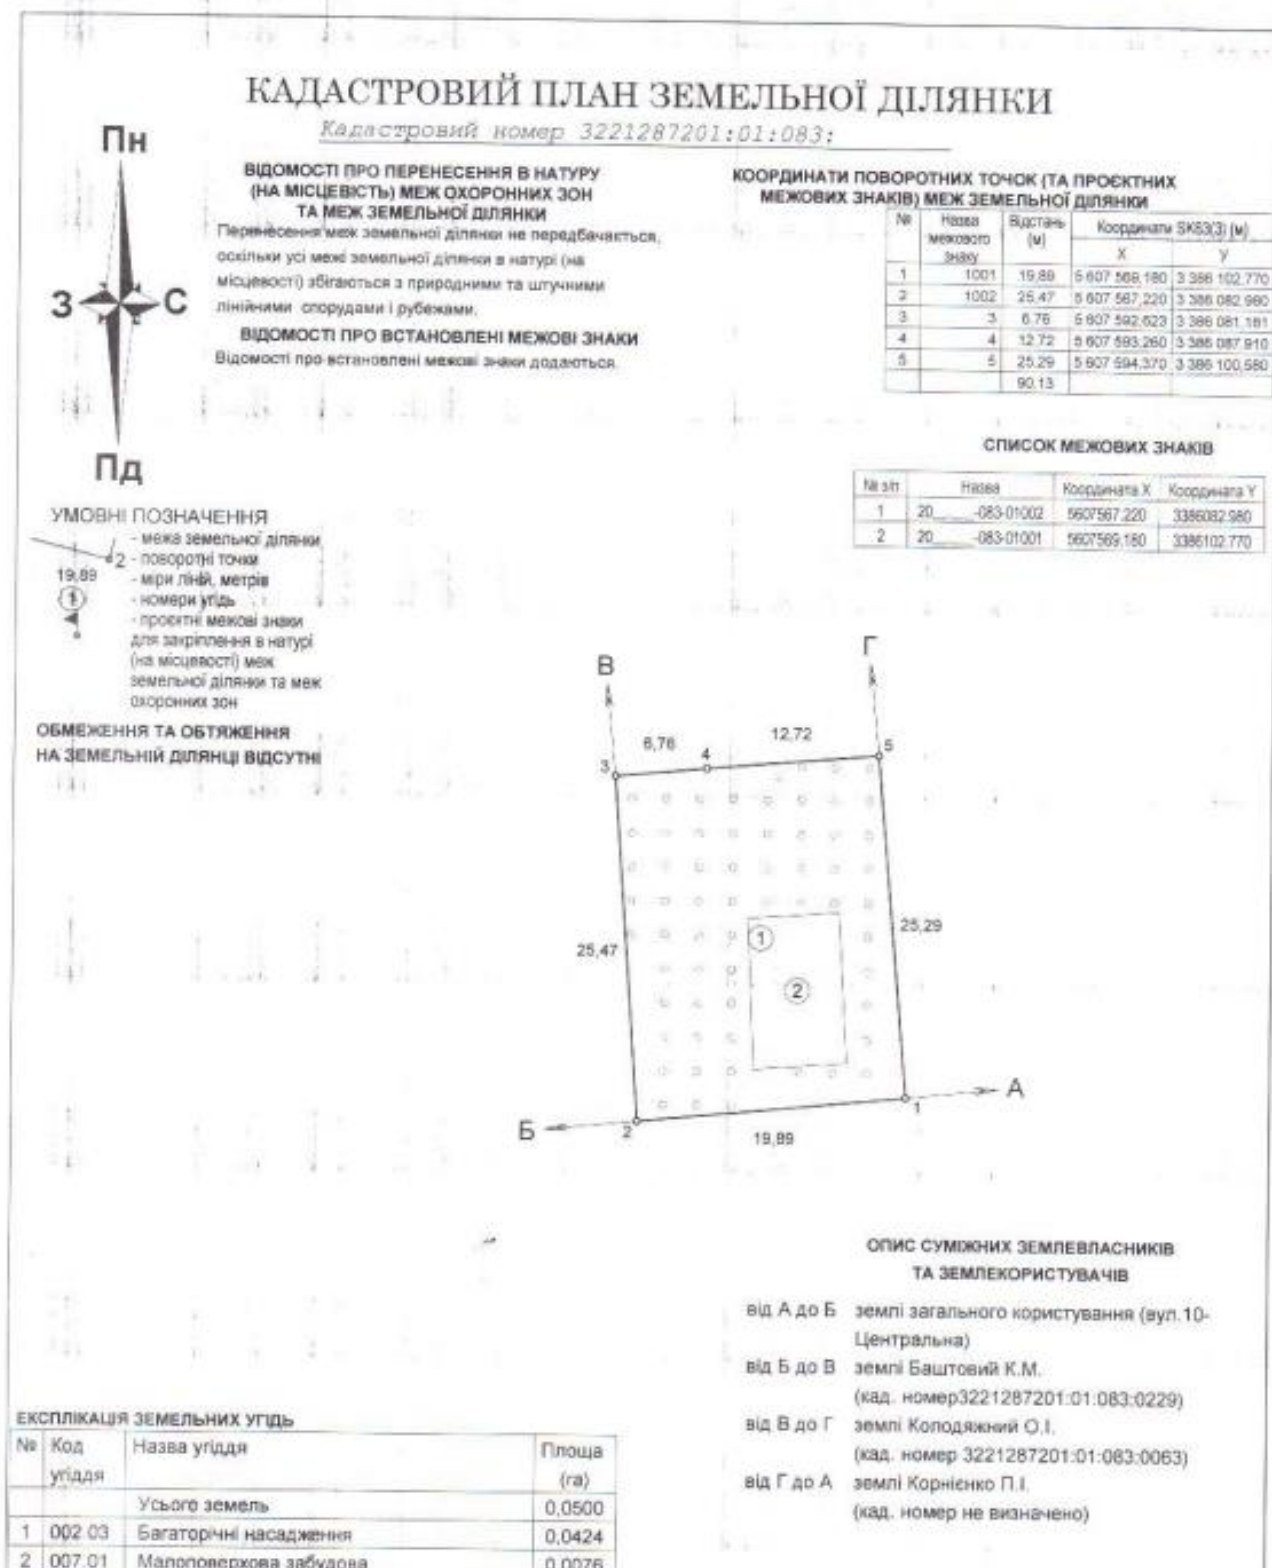 КАДАСТРОВИЙ ПЛАН ЗЕМЕЛЬНОЇ ДІЛЯНКИ
Кадастровий номер 3221287201:01:083:
Пн
З
С
Пд
ВІДОМОСТІ ПРО ПЕРЕНЕСЕННЯ В НАТУРУ
(НА МІСЦЕВІСТЬ) МЕЖ ОХОРОННИХ ЗОН
ТА МЕЖ ЗЕМЕЛЬНОЇ ДІЛЯНКИ
Перенесення меж земельної ділянки не передбачається,
оскільки усі межі земельної ділянки в натурі (на
місцевості) збігаються з природними та штучними
лінійними спорудами і рубежами.
ВІДОМОСТІ ПРО ВСТАНОВЛЕНІ МЕЖОВІ ЗНАКИ
Відомості про встановлені межові знаки додаються.
КООРДИНАТИ ПОВОРОТНИХ ТОЧОК (ТА ПРОЄКТНИХ
МЕЖОВИХ ЗНАКІВ) МЕЖ ЗЕМЕЛЬНОЇ ДІЛЯНКИ
№ Назва межового знаку Відстань (м) Координати SK63(3) (м)
X У
1 1001 19,89 5 607 569,180 3 386 102,770
2 1002 25,47 5 607 567,220 3 386 082,980
3 3 6,76 5 607 592,623 3 386 081,181
4 4 12,72 5 607 593,260 3 386 087,910
5 5 25,29 5 607 594,370 3 386 100,580
90,13
СПИСОК МЕЖОВИХ ЗНАКІВ
№ з/п Назва Координата X Координата Y
1 20____-083-01002 5607567.220 3386082.980
2 20____-083-01001 5607569.180 3386102.770
УМОВНІ ПОЗНАЧЕННЯ
- межа земельної ділянки
2 - поворотні точки
19,89 - міри ліній, метрів
1 - номери угідь
- проєктні межові знаки
для закріплення в натурі
(на місцевості) меж
земельної ділянки та меж
охоронних зон
ОБМЕЖЕННЯ ТА ОБТЯЖЕННЯ
НА ЗЕМЕЛЬНІЙ ДІЛЯНЦІ ВІДСУТНІ
В
Г
6,76
12,72
3
4
5
25,47
1
2
25,29
Б
2
19,89
1
А
ОПИС СУМІЖНИХ ЗЕМЛЕВЛАСНИКІВ
ТА ЗЕМЛЕКОРИСТУВАЧІВ
від А до Б землі загального користування (вул.10-
Центральна)
від Б до В землі Баштовий К.М.
(кад. номер3221287201:01:083:0229)
від В до Г землі Колодяжний О.І.
(кад. номер 3221287201:01:083:0063)
від Г до А землі Корнієнко П.І.
(кад. номер не визначено)
ЕКСПЛІКАЦІЯ ЗЕМЕЛЬНИХ УГІДЬ
№ Код угіддя Назва угіддя Площа (га)
Усього земель 0,0500
1 002.03 Багаторічні насадження 0,0424
2 007.01 Малоповерхова забудова 0,0076